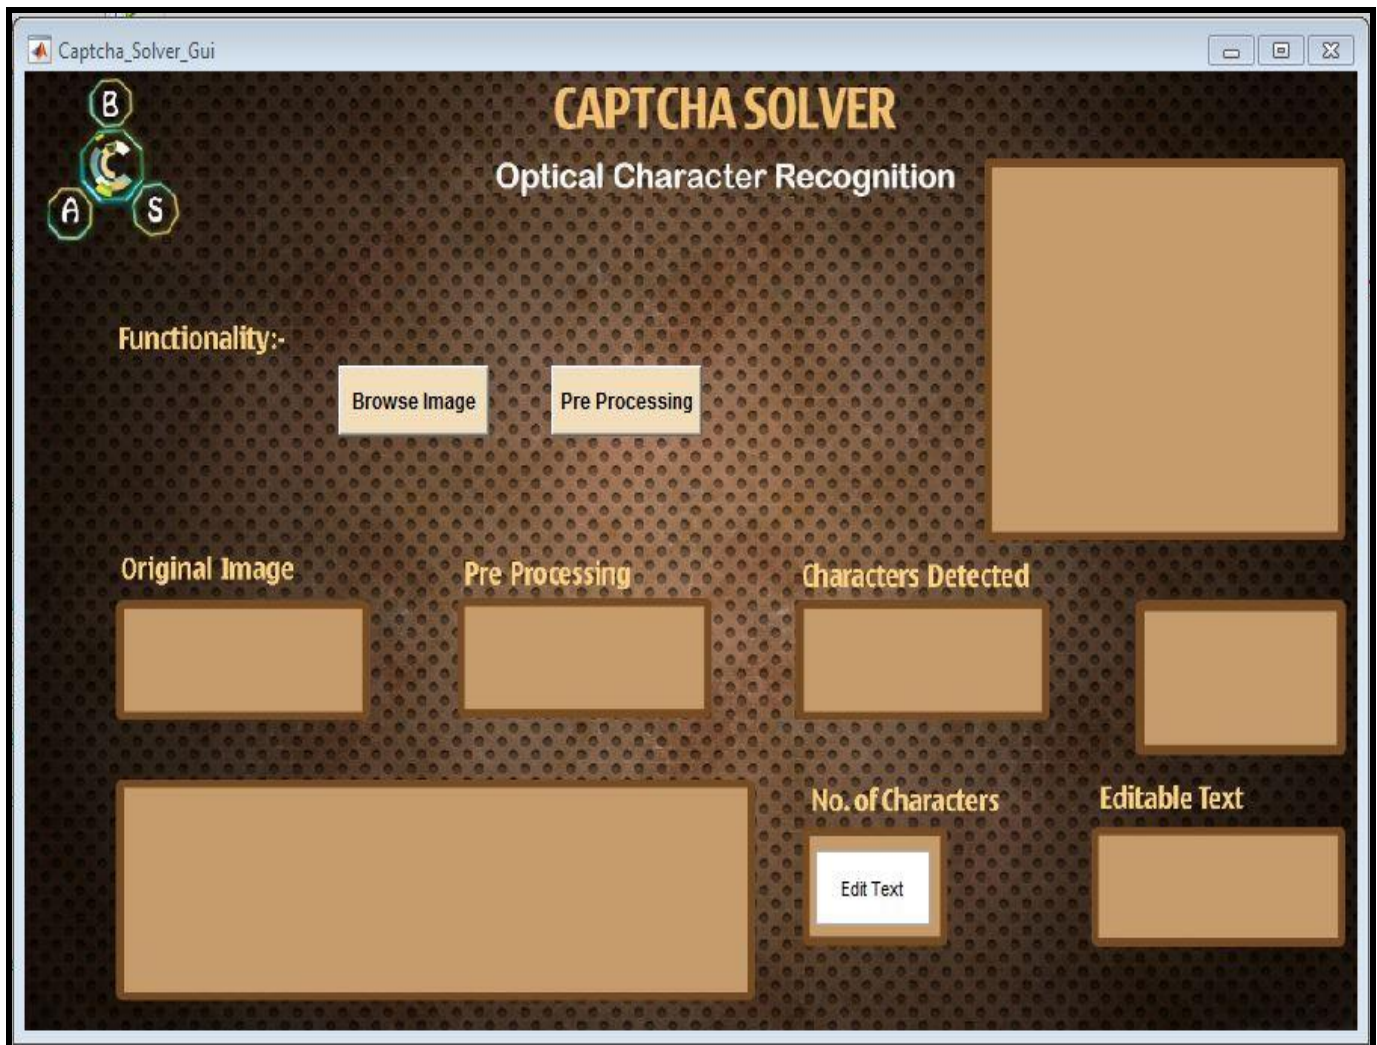 Captcha_Solver_Gui
B
C
A S
CAPTCHA SOLVER
Optical Character Recognition
Functionality:-
Browse Image Pre Processing
Original Image Pre Processing Characters Detected
No. of Characters Editable Text
Edit Text